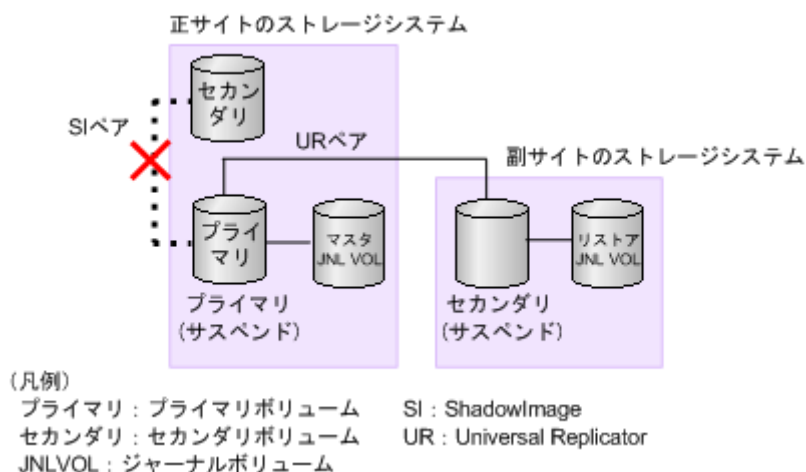 正サイトのストレージシステム
セカン
ダリ
SIペア
URペア
副サイトのストレージシステム
プライ
マリ
マスタ
JNL VOL
リストア
JNL VOL
プライマリ
(サスペンド)
セカンダリ
(サスペンド)
(凡例)
プライマリ:プライマリボリューム
SI:ShadowImage
セカンダリ:セカンダリボリューム
UR:Universal Replicator
JNLVOL:ジャーナルボリューム